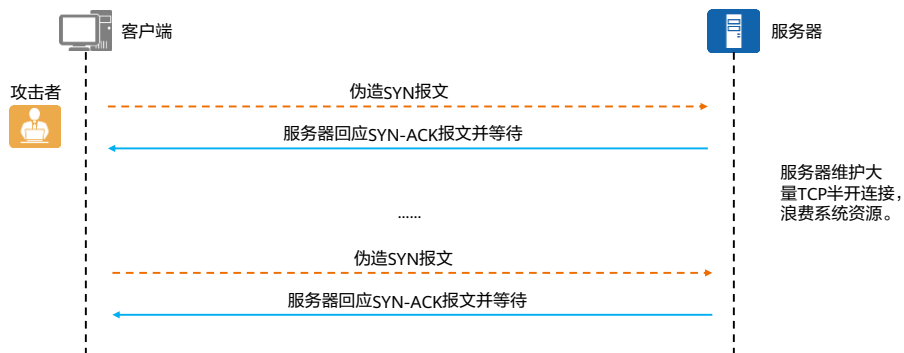 客户端
服务器
攻击者
伪造SYN报文
服务器回应SYN-ACK报文并等待
服务器维护大
量TCP半开连接，
浪费系统资源。
......
伪造SYN报文
服务器回应SYN-ACK报文并等待